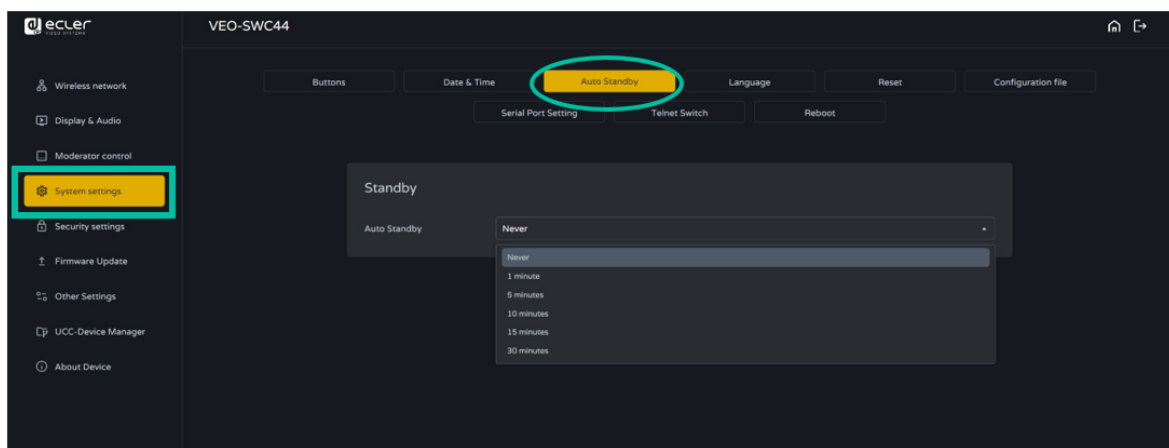 ecler
VIDEO SYSTEMS
VEO-SWC44
Wireless network
Display & Audio
Moderator control
System settings
Security settings
Firmware Update
Other Settings
UCC-Device Manager
About Device
Buttons
Date & Time
Auto Standby
Language
Reset
Configuration file
Serial Port Setting
Telnet Switch
Reboot
Standby
Auto Standby
Never
Never
1 minute
5 minutes
10 minutes
15 minutes
30 minutes